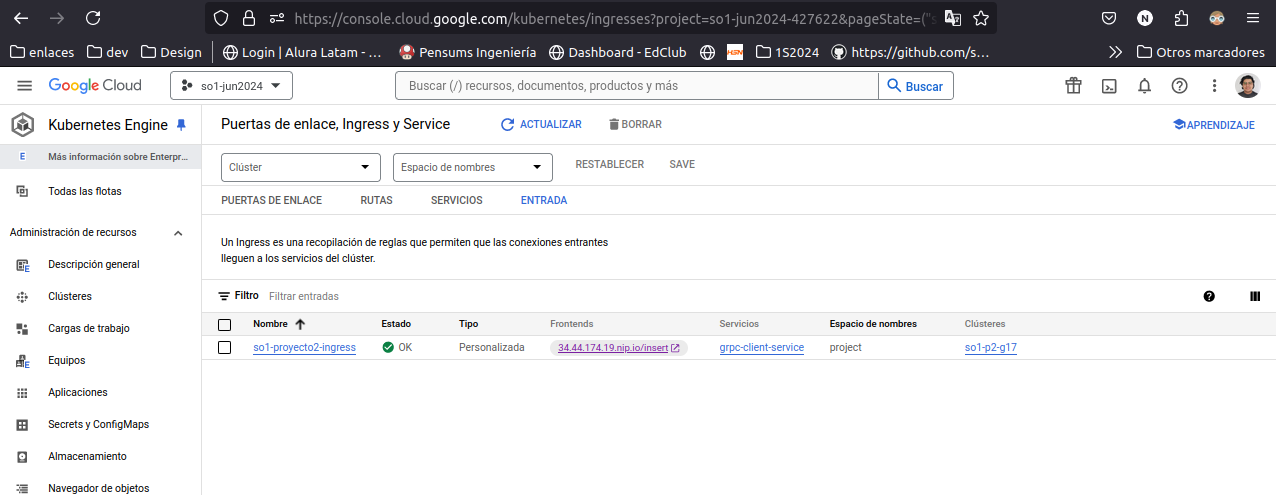 https://console.cloud.google.com/kubernetes/ingresses?project=so1-jun2024-427622&pageState=("s
enlaces dev Design Login | Alura Latam - ... Pensums Ingeniería Dashboard - EdClub 1S2024 https://github.com/s... Otros marcadores
Google Cloud so1-jun2024 Buscar (/) recursos, documentos, productos y más Buscar
Kubernetes Engine Puertas de enlace, Ingress y Service ACTUALIZAR BORRAR APRENDIZAJE
E Más información sobre Enterpr...
Clúster Espacio de nombres RESTABLECER SAVE
Todas las flotas
PUERTAS DE ENLACE RUTAS SERVICIOS ENTRADA
Administración de recursos
Un Ingress es una recopilación de reglas que permiten que las conexiones entrantes
lleguen a los servicios del clúster.
Descripción general
Clústeres
Filtro Filtrar entradas
Cargas de trabajo
Nombre Estado Tipo Frontends Servicios Espacio de nombres Clústeres
so1-proyecto2-ingress OK Personalizada 34.44.174.19.nip.io/insert grpc-client-service project so1-p2-g17
Equipos
Aplicaciones
Secrets y ConfigMaps
Almacenamiento
Navegador de objetos